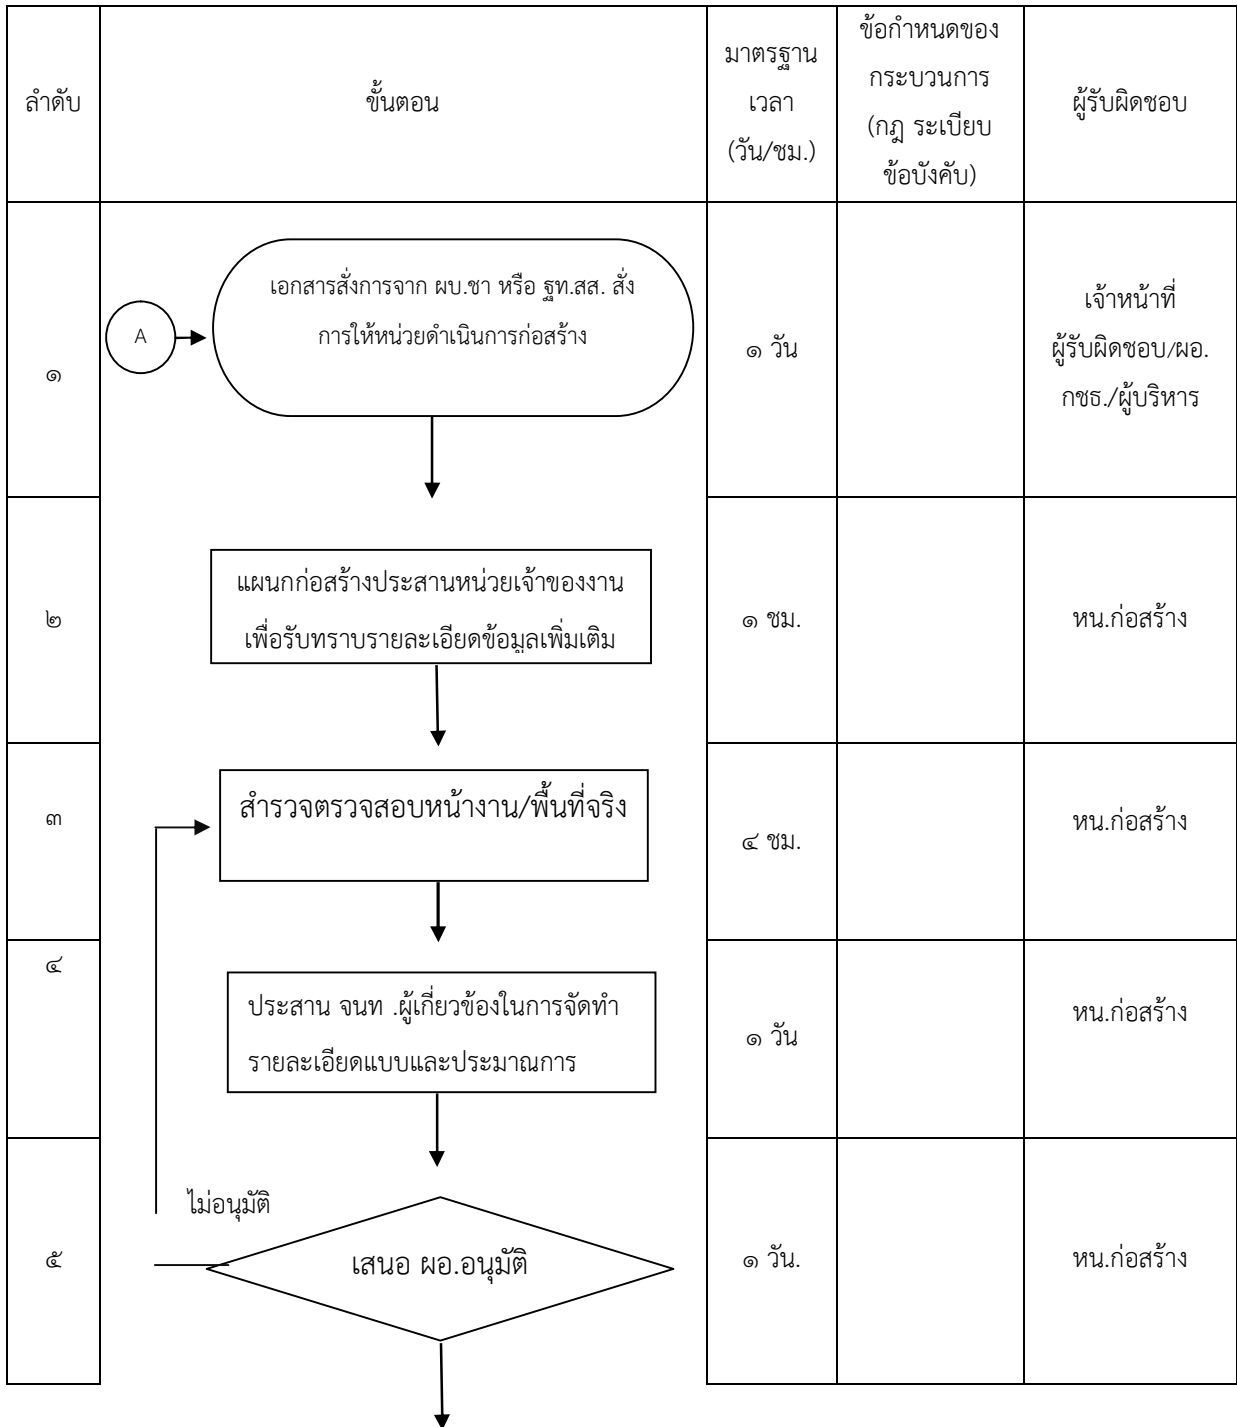 ลำดับ
ขั้นตอน
มาตรฐาน
เวลา
(วัน/ชม.)
ข้อกำหนดของ
กระบวนการ
(กฎ ระเบียบ
ข้อบังคับ)
ผู้รับผิดชอบ
๑
A
เอกสารสั่งการจาก ผบ.ชา หรือ ฐท.สส. สั่ง
การให้หน่วยดำเนินการก่อสร้าง
๑ วัน
เจ้าหน้าที่
ผู้รับผิดชอบ/ผอ.
กชธ./ผู้บริหาร
๒
แผนกก่อสร้างประสานหน่วยเจ้าของงาน
เพื่อรับทราบรายละเอียดข้อมูลเพิ่มเติม
๑ ชม.
หน.ก่อสร้าง
๓
สำรวจตรวจสอบหน้างาน/พื้นที่จริง
๔ ชม.
หน.ก่อสร้าง
๔
ประสาน จนท .ผู้เกี่ยวข้องในการจัดทำ
รายละเอียดแบบและประมาณการ
๑ วัน
หน.ก่อสร้าง
๕
ไม่อนุมัติ
เสนอ ผอ.อนุมัติ
๑ วัน.
หน.ก่อสร้าง